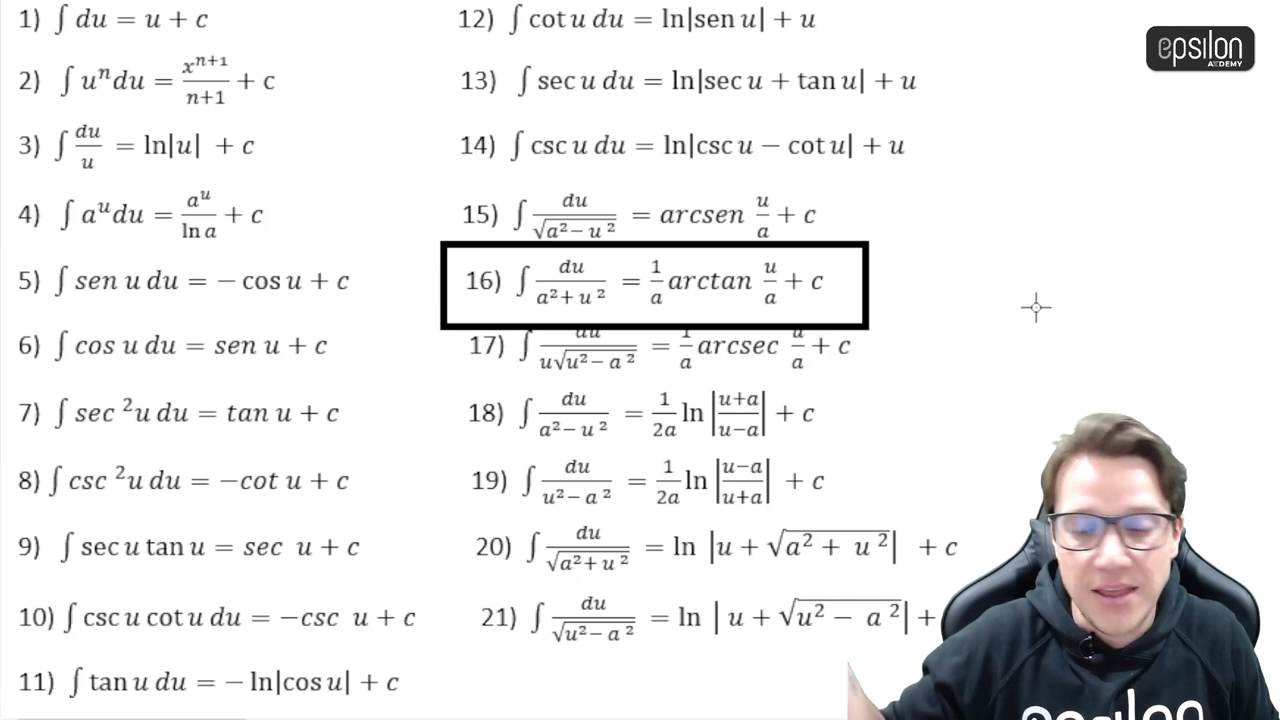 1) ∫ du = u + c
2) ∫ uⁿdu = xⁿ⁺¹/n+1 + c
3) ∫ du/u = ln|u| + c
4) ∫ aᵘdu = aᵘ/ln a + c
5) ∫ sen u du = − cos u + c
6) ∫ cos u du = sen u + c
7) ∫ sec ²u du = tan u + c
8) ∫ csc ²u du = −cot u + c
9) ∫ sec u tan u = sec u + c
10) ∫ csc u cot u du = −csc u + c
11) ∫ tan u du = − ln|cos u| + c
12) ∫ cot u du = ln|sen u| + u
13) ∫ sec u du = ln|sec u + tan u| + u
14) ∫ csc u du = ln|csc u − cot u| + u
15) ∫ du/√(a² − u²) = arcsen u/a + c
16) ∫ du/(a² + u²) = 1/a arctan u/a + c
17) ∫ du/(u√(u² − a²)) = 1/a arcsec u/a + c
18) ∫ du/(a² − u²) = 1/2a ln |u+a/u−a| + c
19) ∫ du/(u² − a²) = 1/2a ln |u−a/u+a| + c
20) ∫ du/√(a² + u²) = ln |u + √(a² + u²)| + c
21) ∫ du/√(u² − a²) = ln | u + √(u² − a²)| +
epsilon
ACADEMY
epsilon